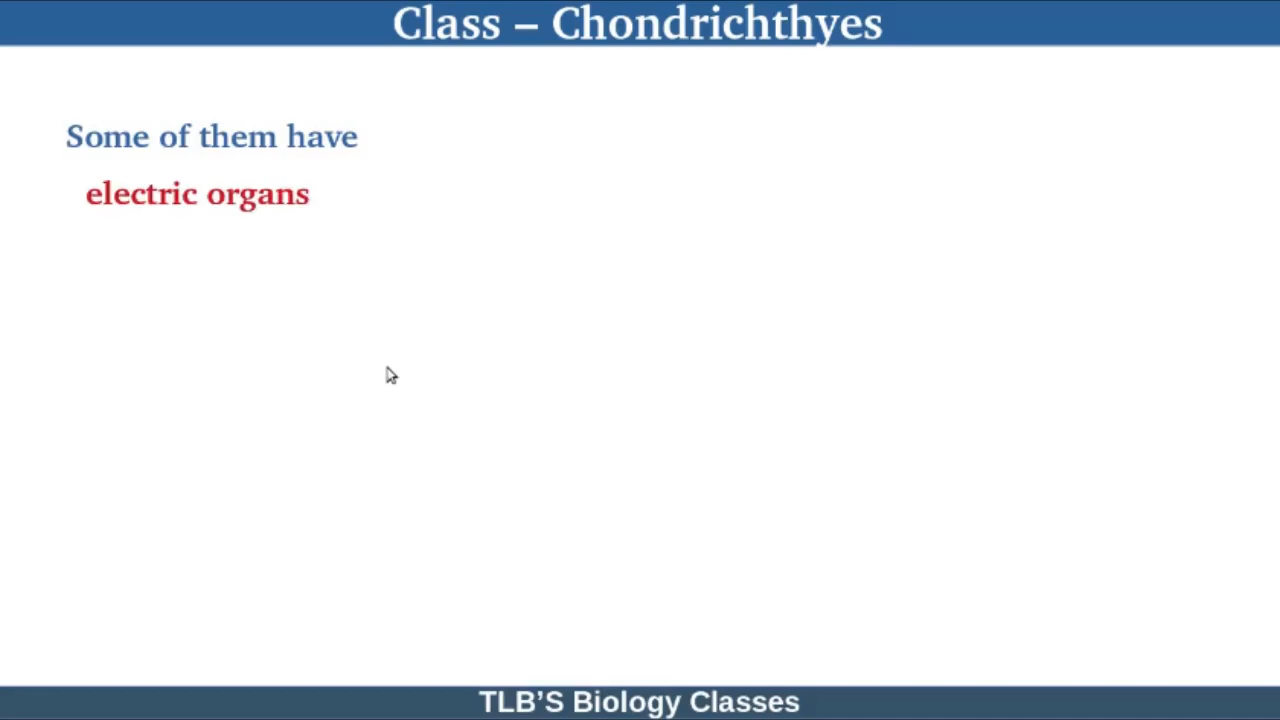 Class – Chondrichthyes
Some of them have
electric organs
TLB’S Biology Classes